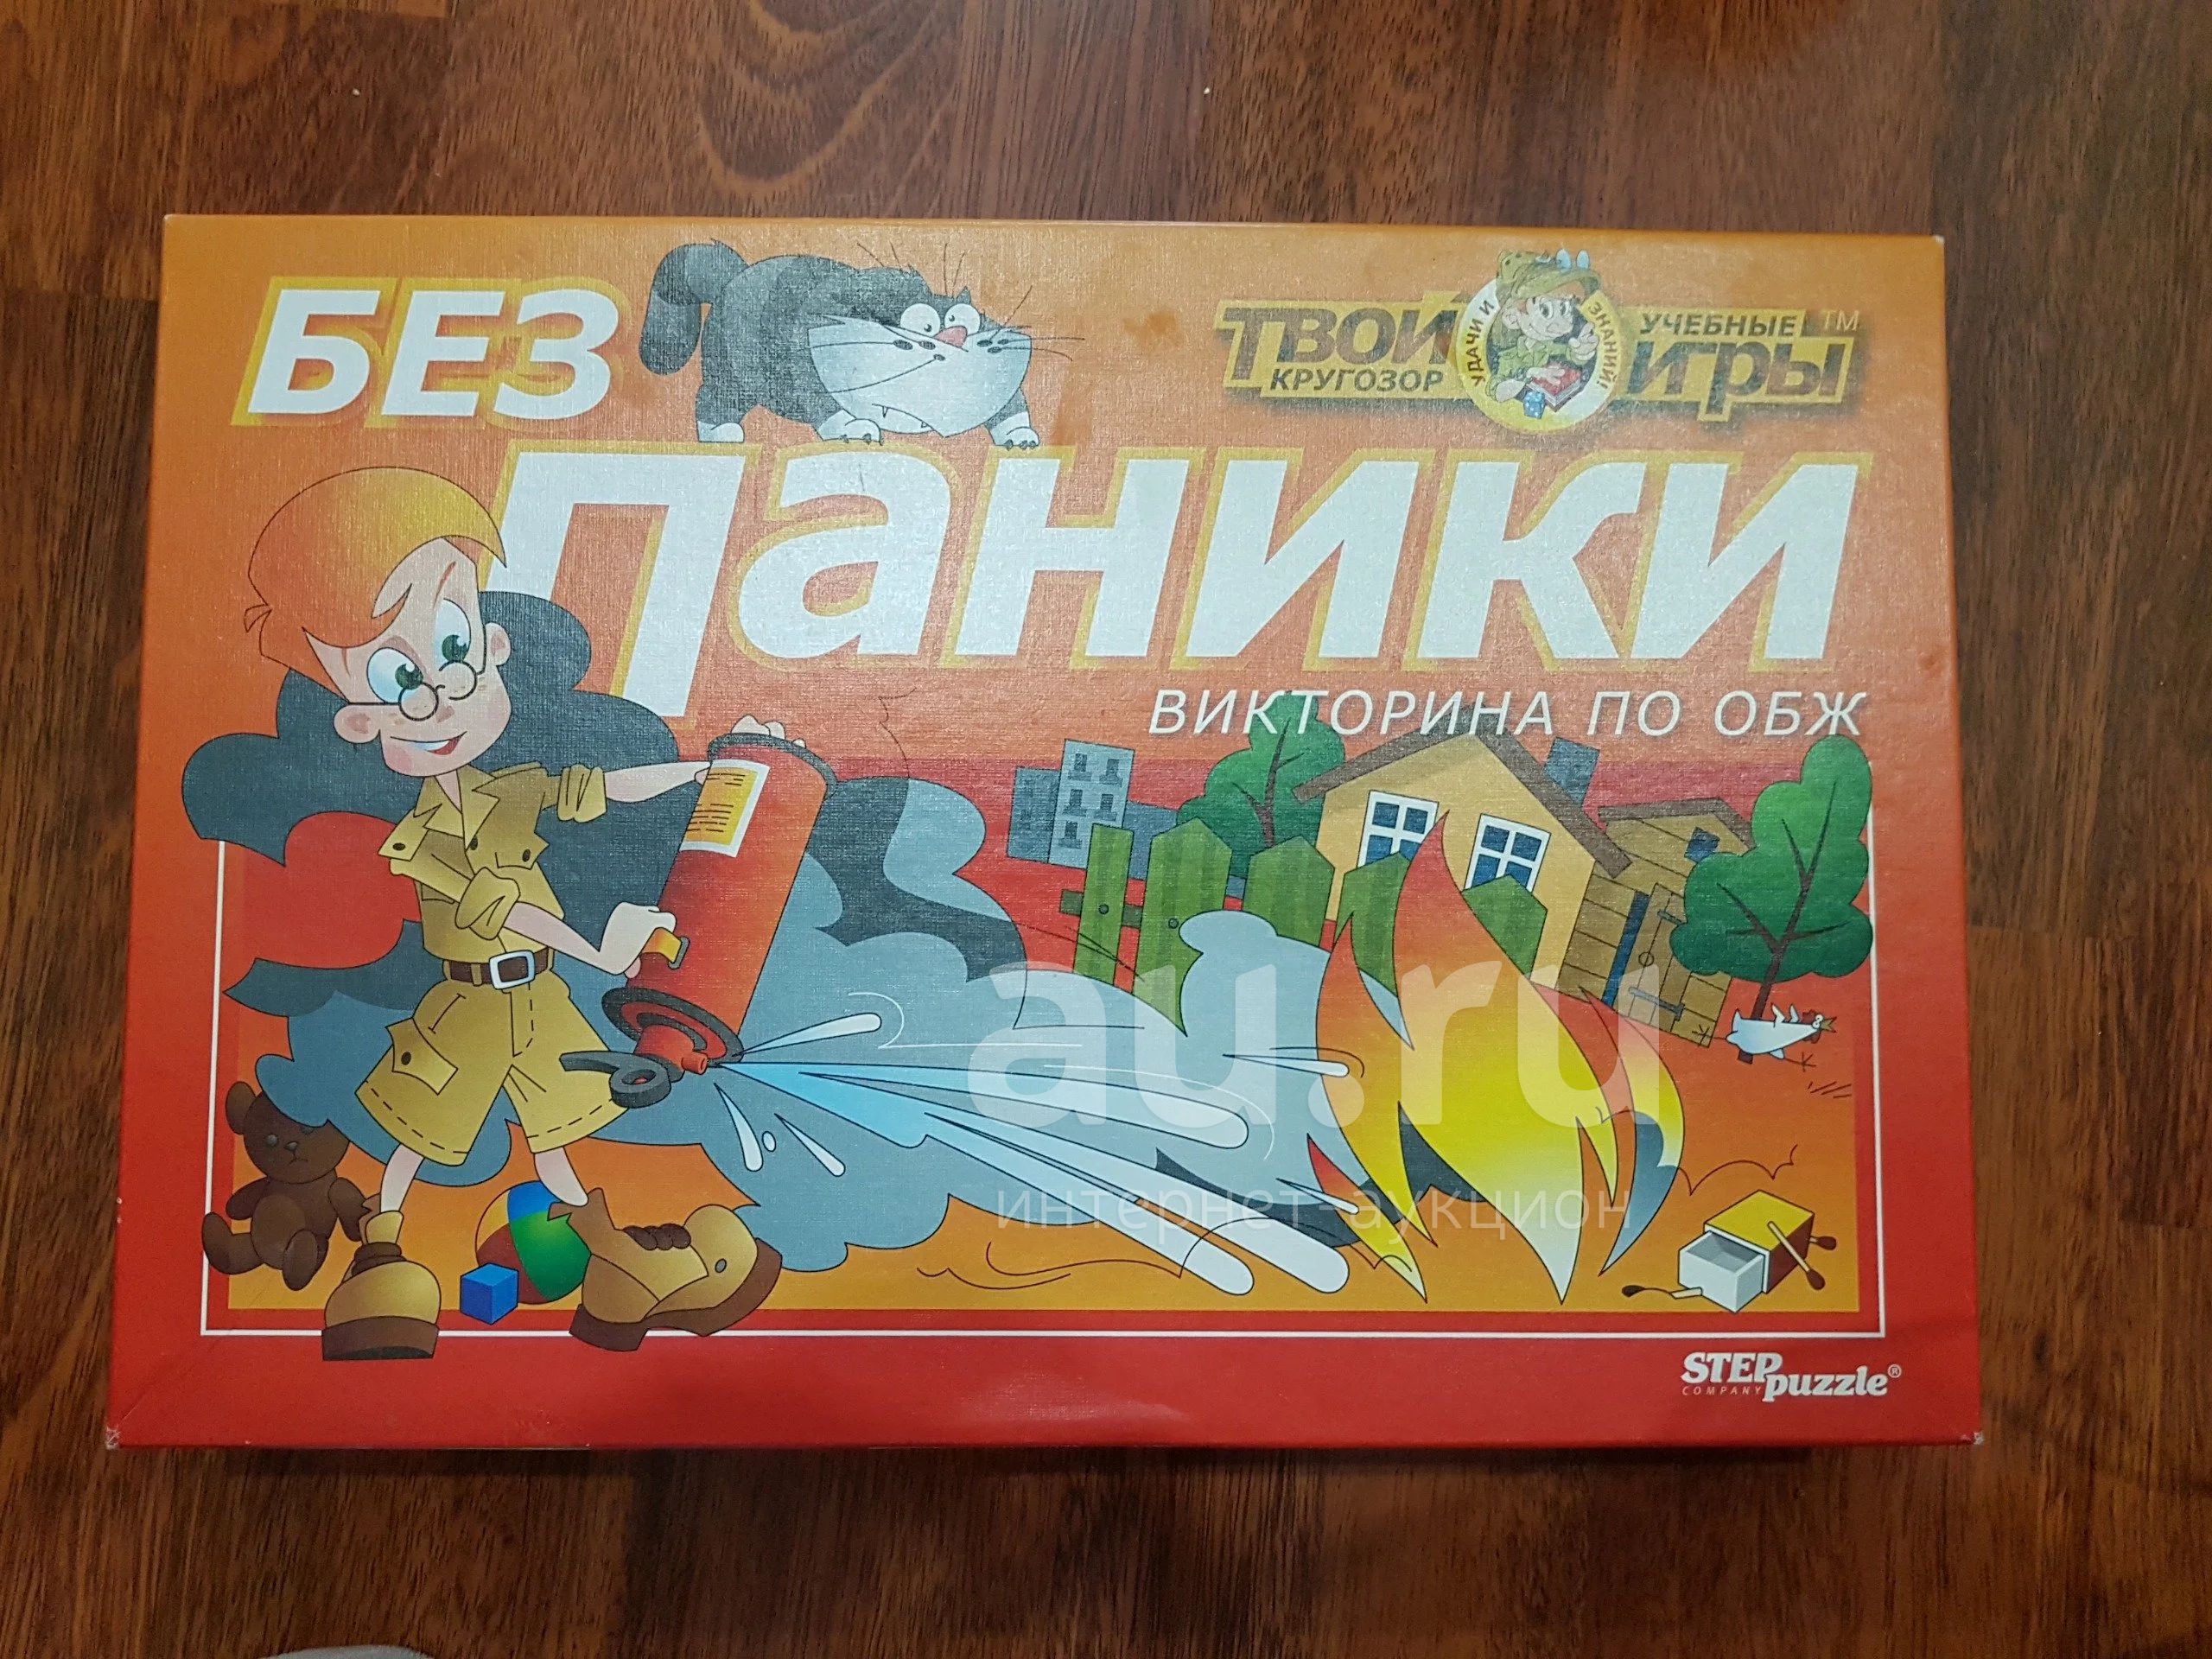 БЕЗ
ТВОЙ
КРУГОЗОР
УДАЧИ И ЗНАНИЙ!
УЧЕБНЫЕ TM
ИГРЫ
ПАНИКИ
ВИКТОРИНА ПО ОБЖ
au.ru
интернет-аукцион
STEP puzzle®
COMPANY